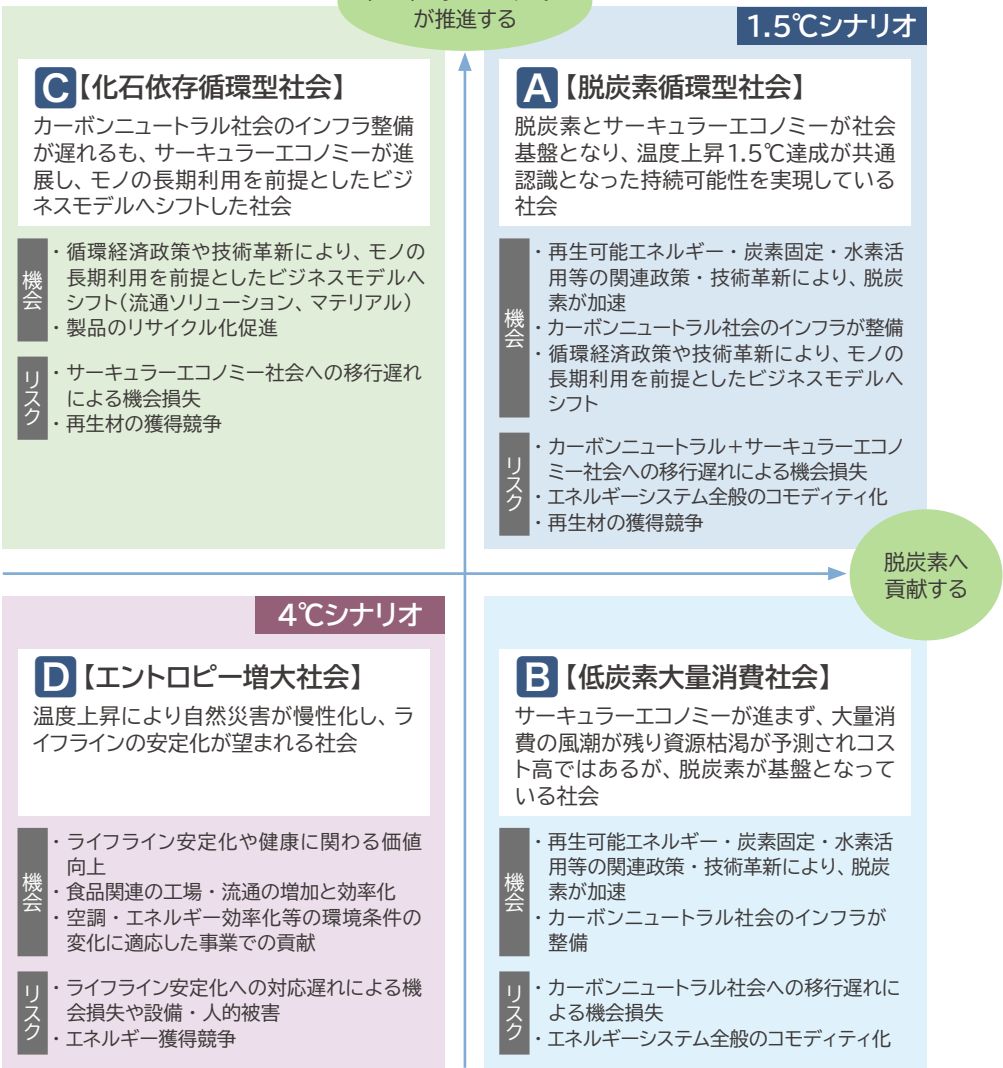 が推進する
1.5℃シナリオ
C【化石依存循環型社会】
カーボンニュートラル社会のインフラ整備
が遅れるも、サーキュラーエコノミーが進
展し、モノの長期利用を前提としたビジ
ネスモデルへシフトした社会
機会
・循環経済政策や技術革新により、モノの
長期利用を前提としたビジネスモデルへ
シフト(流通ソリューション、マテリアル)
・製品のリサイクル化促進
リスク
・サーキュラーエコノミー社会への移行遅れ
による機会損失
・再生材の獲得競争
A【脱炭素循環型社会】
脱炭素とサーキュラーエコノミーが社会
基盤となり、温度上昇1.5℃達成が共通
認識となった持続可能性を実現している
社会
機会
・再生可能エネルギー・炭素固定・水素活
用等の関連政策・技術革新により、脱炭
素が加速
・カーボンニュートラル社会のインフラが整備
・循環経済政策や技術革新により、モノの
長期利用を前提としたビジネスモデルへ
シフト
リスク
・カーボンニュートラル+サーキュラーエコノ
ミー社会への移行遅れによる機会損失
・エネルギーシステム全般のコモディティ化
・再生材の獲得競争
脱炭素へ
貢献する
4℃シナリオ
D【エントロピー増大社会】
温度上昇により自然災害が慢性化し、ラ
イフラインの安定化が望まれる社会
機会
・ライフライン安定化や健康に関わる価値
向上
・食品関連の工場・流通の増加と効率化
・空調・エネルギー効率化等の環境条件の
変化に適応した事業での貢献
リスク
・ライフライン安定化への対応遅れによる機
会損失や設備・人的被害
・エネルギー獲得競争
B【低炭素大量消費社会】
サーキュラーエコノミーが進まず、大量消
費の風潮が残り資源枯渇が予測されコス
ト高ではあるが、脱炭素が基盤となって
いる社会
機会
・再生可能エネルギー・炭素固定・水素活
用等の関連政策・技術革新により、脱炭
素が加速
・カーボンニュートラル社会のインフラが
整備
リスク
・カーボンニュートラル社会への移行遅れに
よる機会損失
・エネルギーシステム全般のコモディティ化